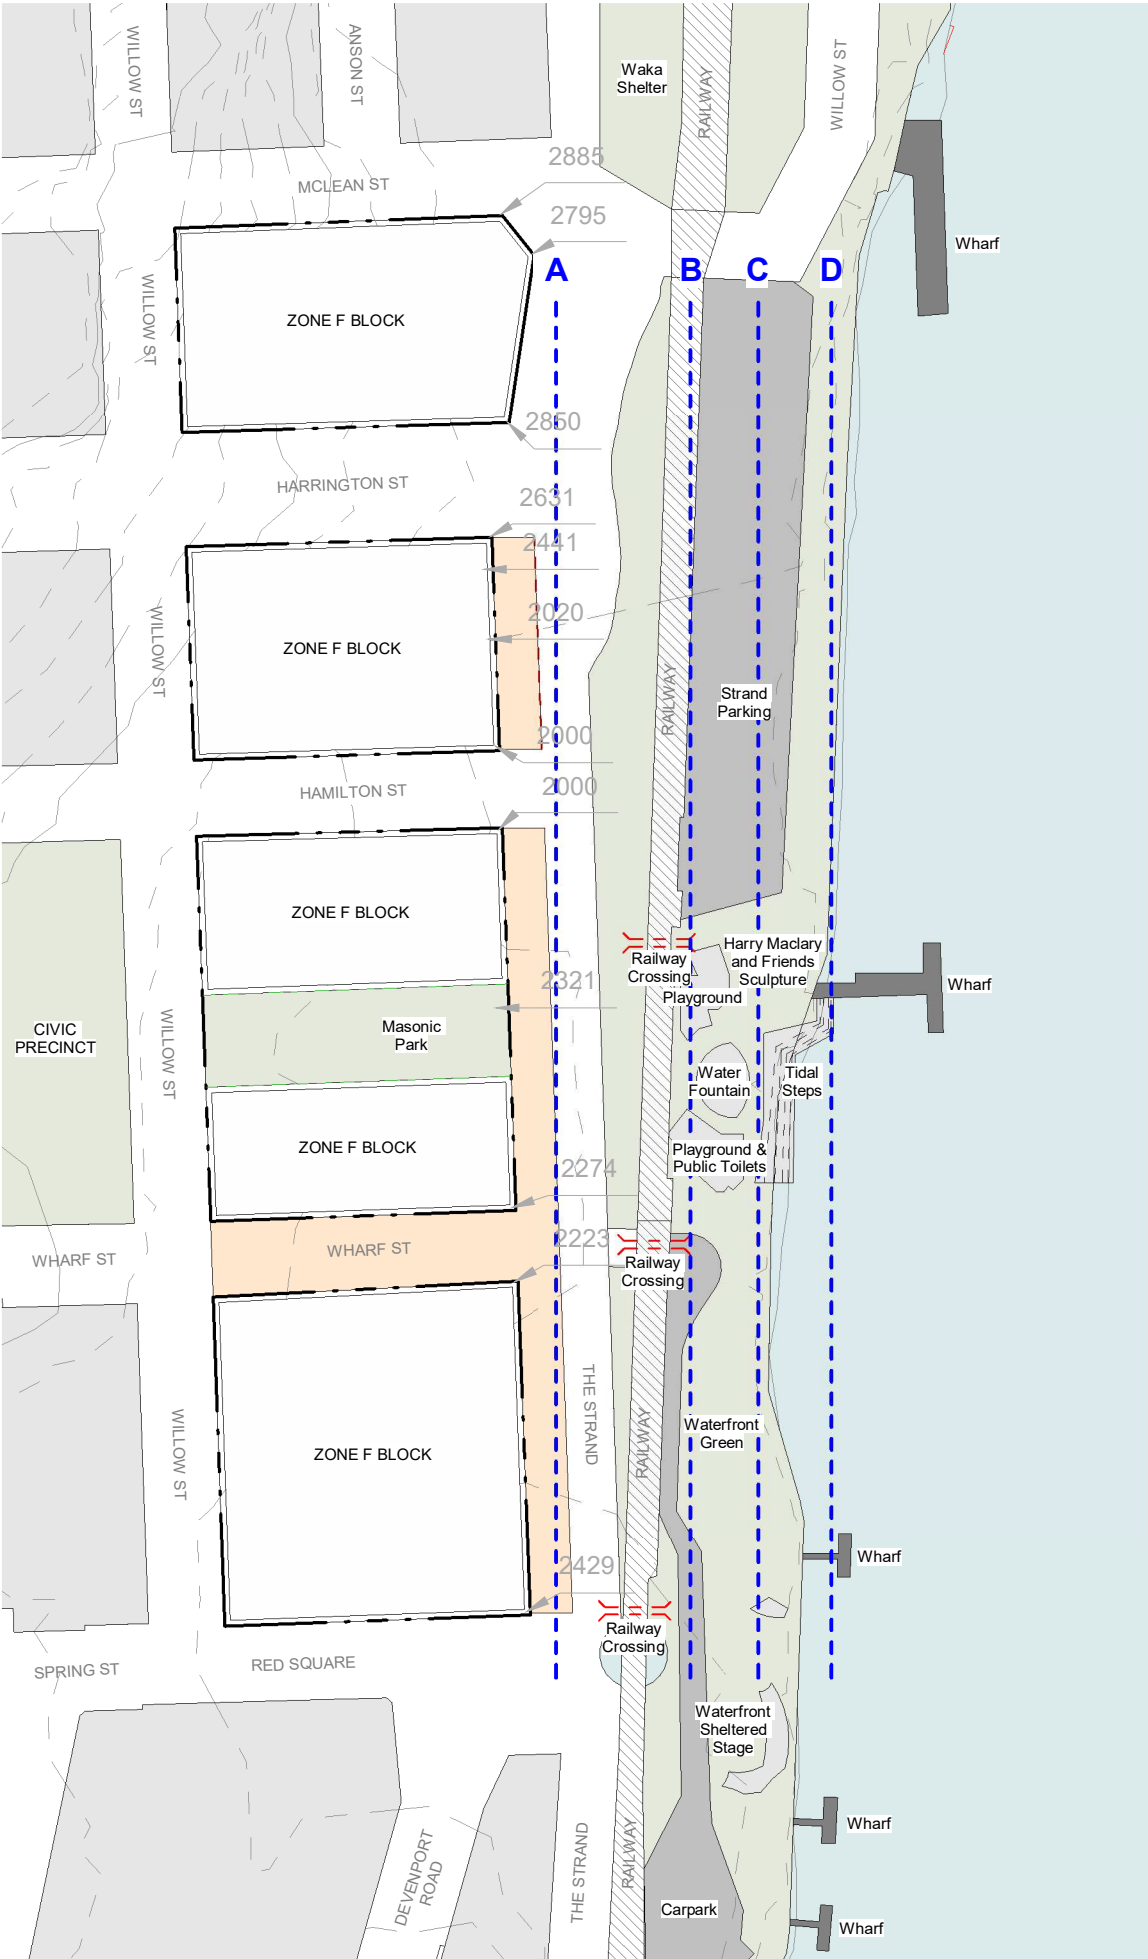 WILLOW ST
ANSON ST
Waka
Shelter
RAILWAY
WILLOW ST
2885
MCLEAN ST
2795
Wharf
A
B
C
D
WILLOW ST
ZONE F BLOCK
2850
HARRINGTON ST
2631
2441
2020
WILLOW ST
ZONE F BLOCK
RAILWAY
Strand
Parking
2000
HAMILTON ST
2000
ZONE F BLOCK
Railway
Crossing
Harry Maclary
and Friends
Sculpture
Playground
Wharf
2321
CIVIC
PRECINCT
WILLOW ST
Masonic
Park
Water
Fountain
Tidal
Steps
ZONE F BLOCK
Playground &
Public Toilets
2274
2223
WHARF ST
WHARF ST
Railway
Crossing
THE STRAND
RAILWAY
Waterfront
Green
WILLOW ST
ZONE F BLOCK
Wharf
2429
Railway
Crossing
SPRING ST
RED SQUARE
Waterfront
Sheltered
Stage
Wharf
DEVENPORT
ROAD
THE STRAND
RAILWAY
Carpark
Wharf